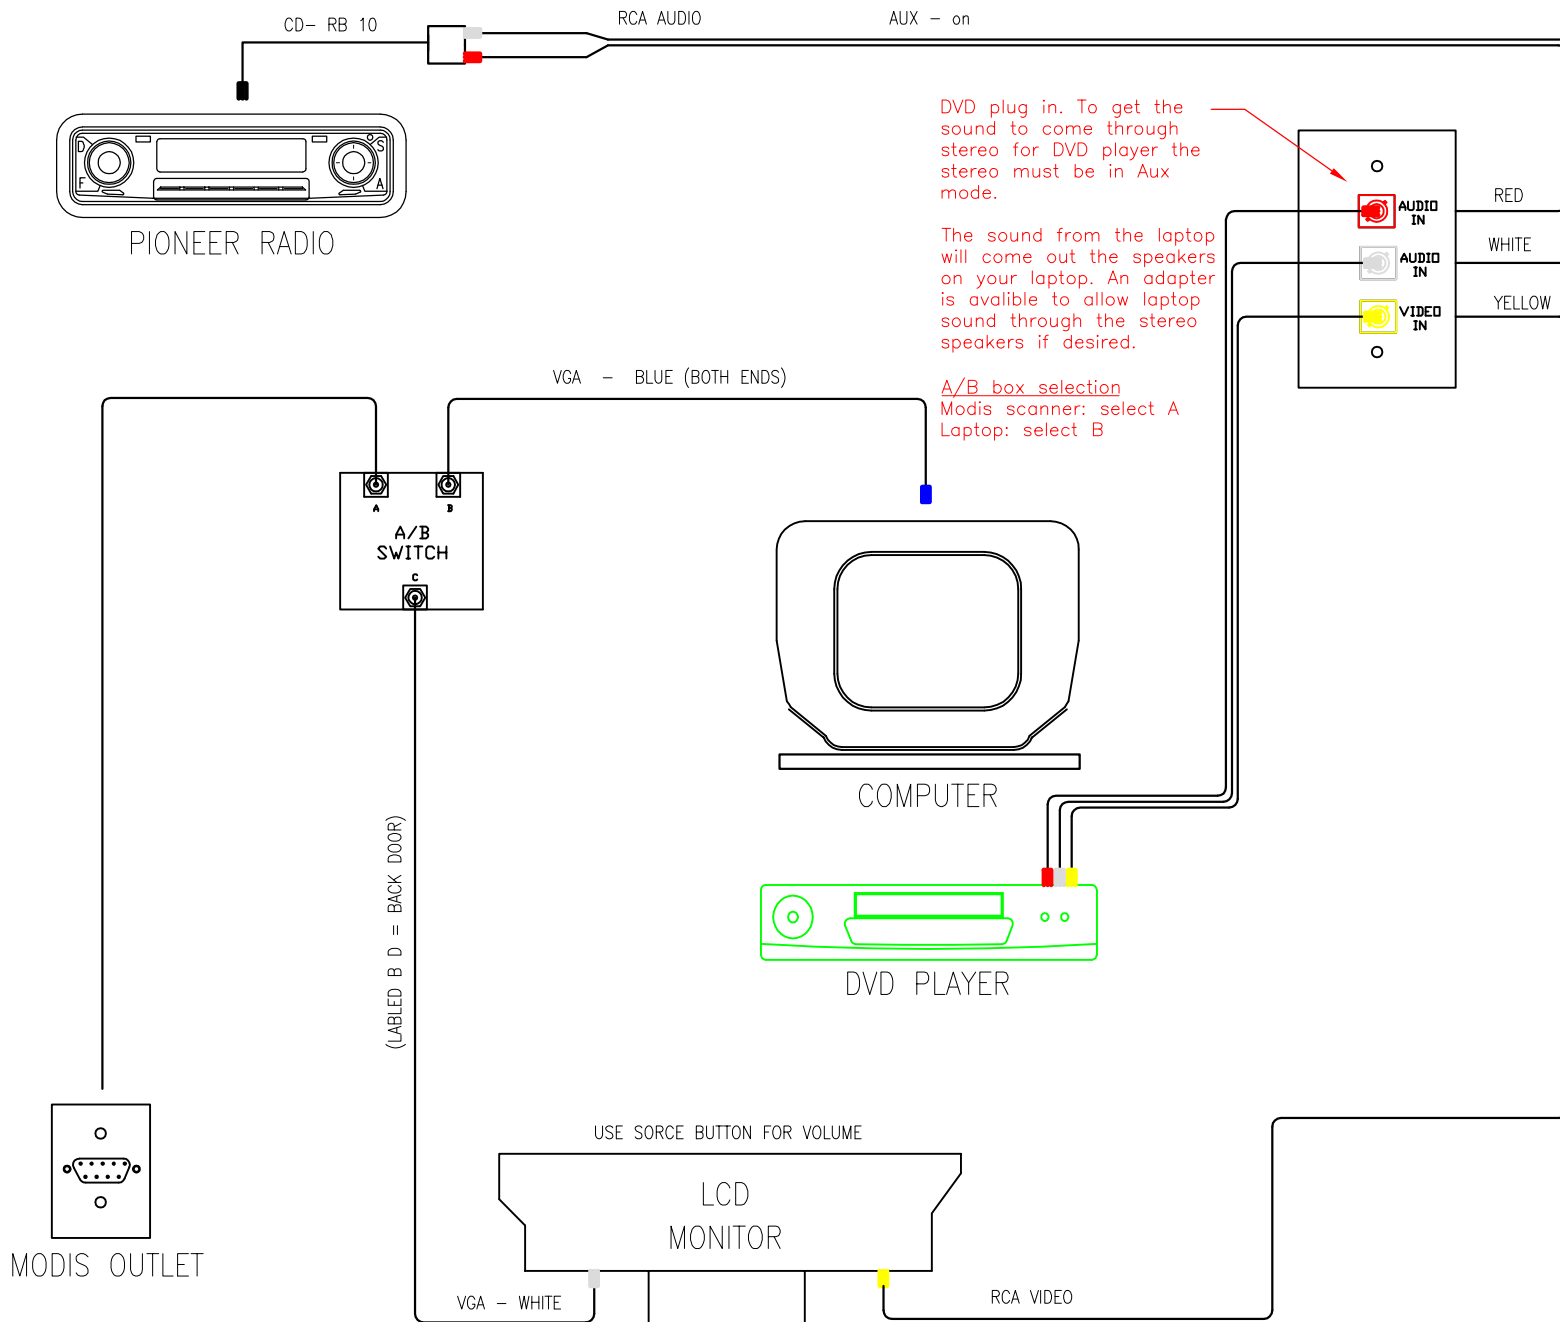 CD- RB 10
RCA AUDIO
AUX - on
D
S
F
A
PIONEER RADIO
DVD plug in. To get the
sound to come through
stereo for DVD player the
stereo must be in Aux
mode.
The sound from the laptop
will come out the speakers
on your laptop. An adapter
is avalible to allow laptop
sound through the stereo
speakers if desired.
A/B box selection
Modis scanner: select A
Laptop: select B
AUDIO
IN
RED
AUDIO
IN
WHITE
VIDEO
IN
YELLOW
VGA - BLUE (BOTH ENDS)
A
B
A/B
SWITCH
C
COMPUTER
(LABLED B D = BACK DOOR)
DVD PLAYER
USE SORCE BUTTON FOR VOLUME
LCD
MONITOR
MODIS OUTLET
VGA - WHITE
RCA VIDEO